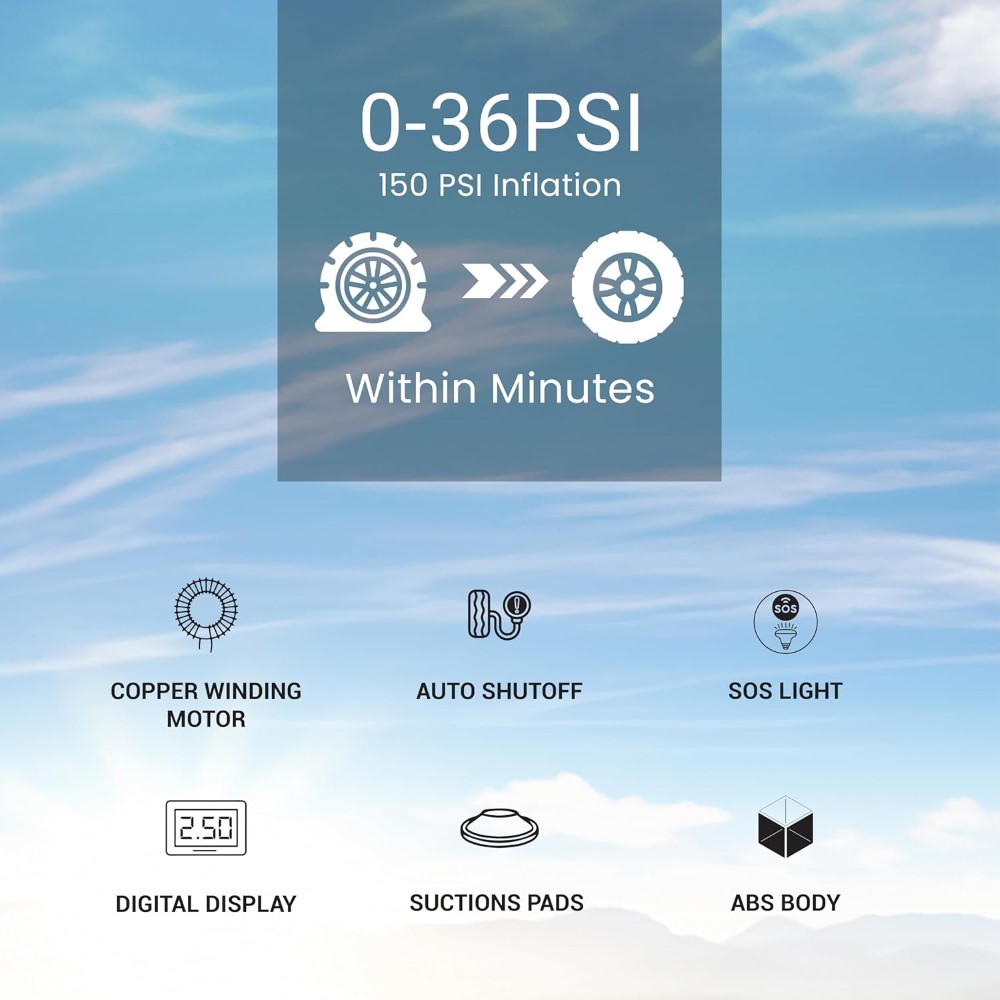 0-36PSI
150 PSI Inflation
Within Minutes
COPPER WINDING
MOTOR
AUTO SHUTOFF
SOS
SOS LIGHT
2.50
DIGITAL DISPLAY
SUCTIONS PADS
ABS BODY